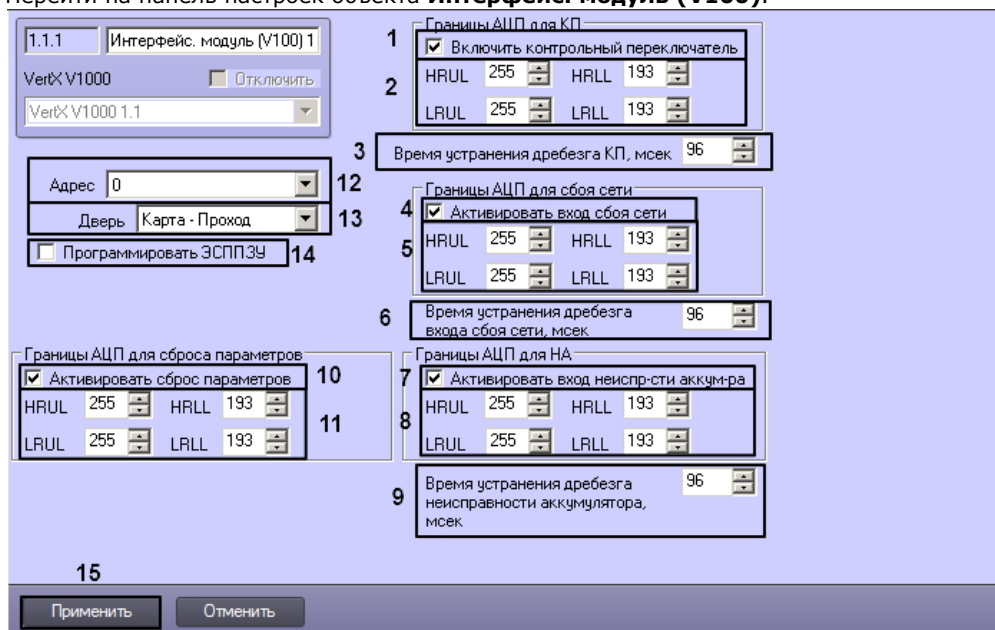 Перейти на панель настроек объекта Интерфейс. модуль (V100).
1.1.1 Интерфейс. модуль (V100) 1
VertX V1000 Отключить
VertX V1000 1.1
12
Адрес 0
13
Дверь Карта - Проход
14
Программировать ЭСППЗУ
Границы АЦП для КП
1
Включить контрольный переключатель
2
HRUL 255 HRLL 193
LRUL 255 LRLL 193
3
Время устранения дребезга КП, мсек 96
Границы АЦП для сбоя сети
4
Активировать вход сбоя сети
5
HRUL 255 HRLL 193
LRUL 255 LRLL 193
6
Время устранения дребезга 96
входа сбоя сети, мсек
Границы АЦП для сброса параметров
Активировать сброс параметров
10
HRUL 255 HRLL 193
11
LRUL 255 LRLL 193
Границы АЦП для НА
7
Активировать вход неиспр-сти аккум-ра
8
HRUL 255 HRLL 193
LRUL 255 LRLL 193
9
Время устранения дребезга 96
неисправности аккумулятора,
мсек
15
Применить Отменить